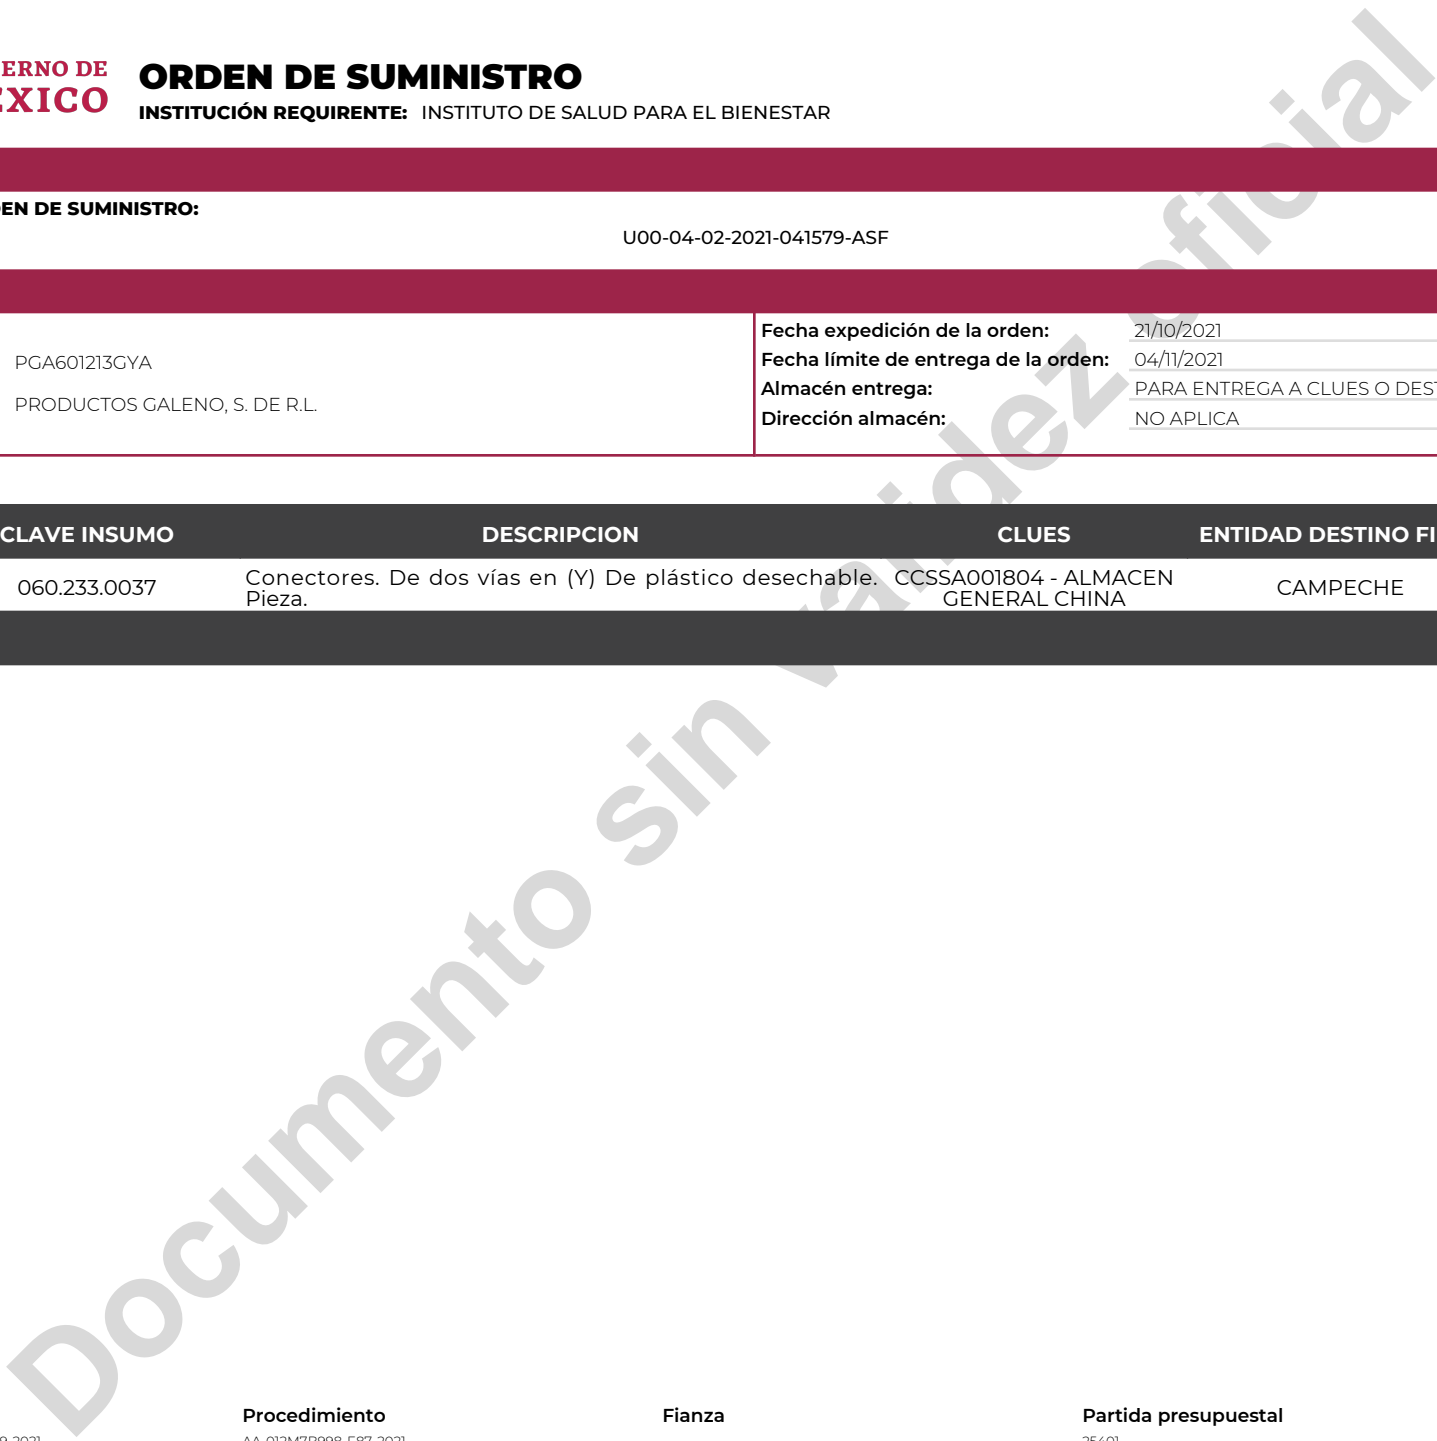 ERNO DE
EXICO
ORDEN DE SUMINISTRO
INSTITUCIÓN REQUIRENTE: INSTITUTO DE SALUD PARA EL BIENESTAR
EN DE SUMINISTRO:
U00-04-02-2021-041579-ASF
PGA601213GYA
PRODUCTOS GALENO, S. DE R.L.
Fecha expedición de la orden: 21/10/2021
Fecha límite de entrega de la orden: 04/11/2021
Almacén entrega: PARA ENTREGA A CLUES O DEST
Dirección almacén: NO APLICA
CLAVE INSUMO DESCRIPCION CLUES ENTIDAD DESTINO FI
060.233.0037 Conectores. De dos vías en (Y) De plástico desechable. Pieza. CCSSA001804 - ALMACEN GENERAL CHINA CAMPECHE
Documento sin validez oficial
Procedimiento Fianza Partida presupuestal